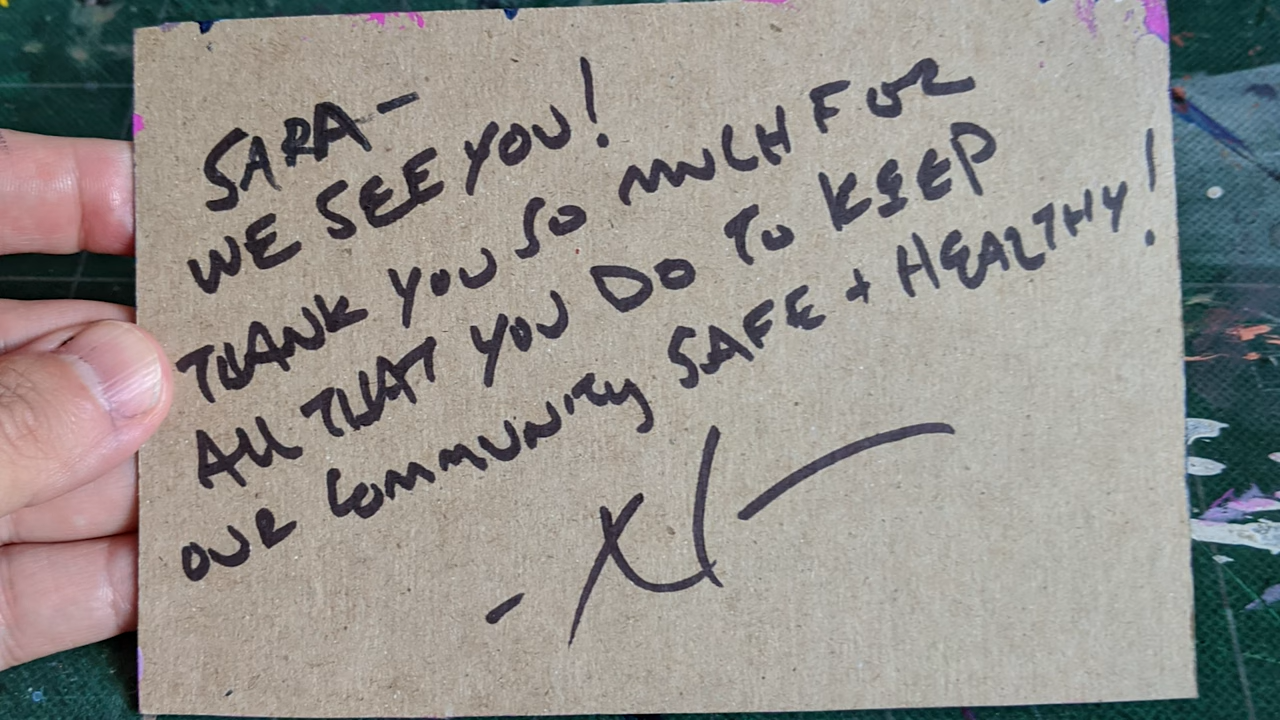 SARA-
WE SEE YOU!
THANK YOU SO MUCH FOR
ALL THAT YOU DO TO KEEP
OUR COMMUNITY SAFE + HEALTHY!